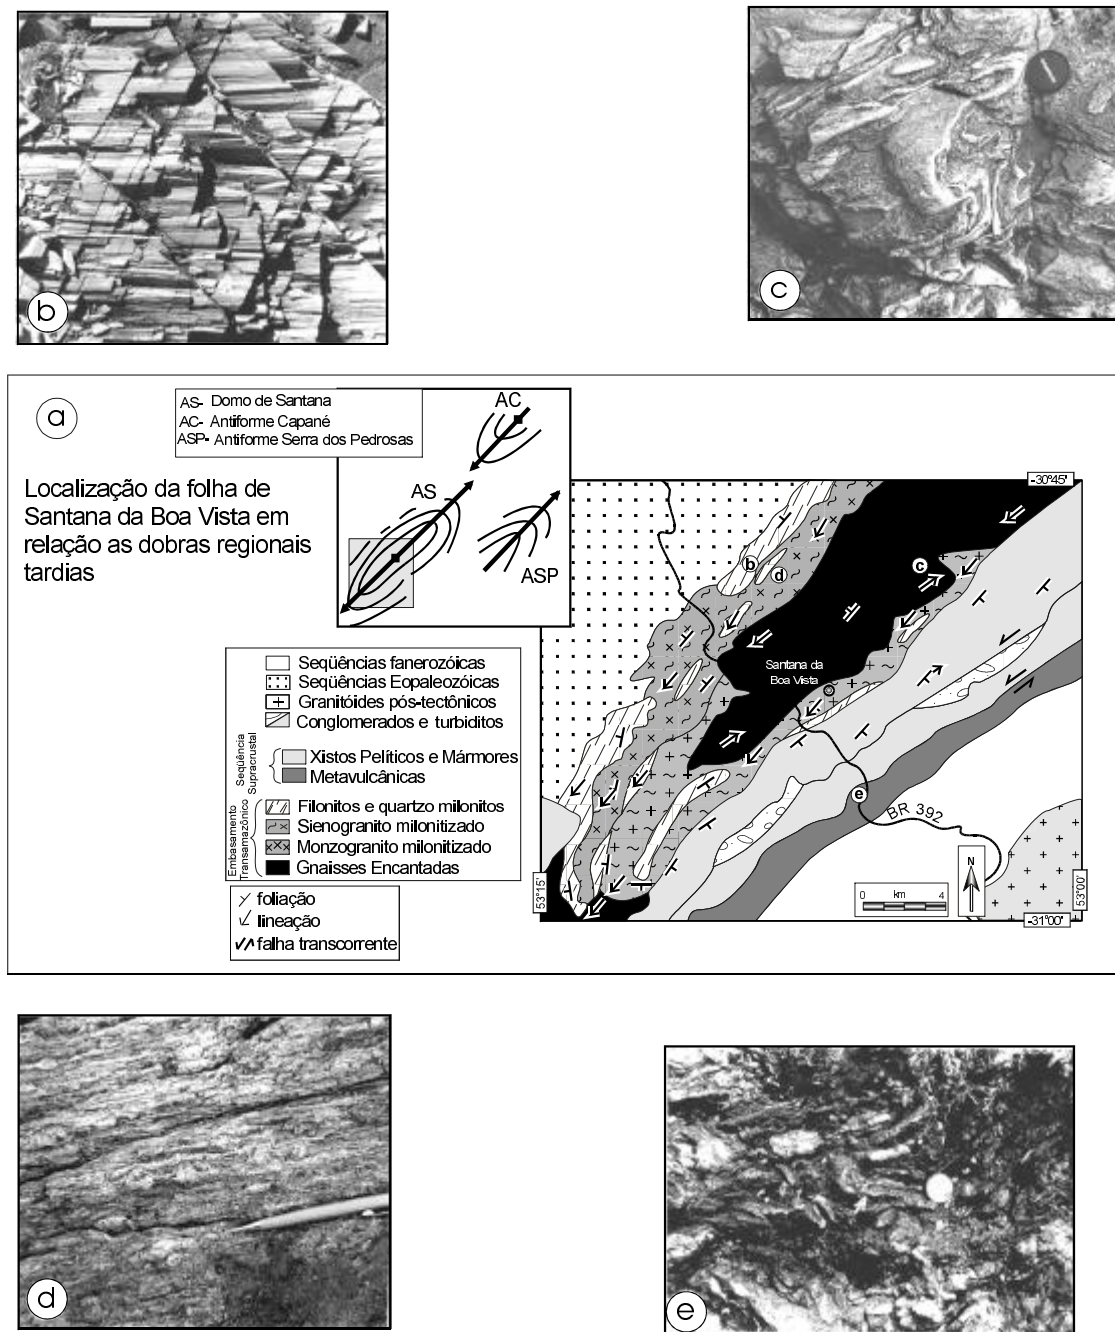 b
c
a
AS- Domo de Santana
AC- Antiforme Capané
ASP- Antiforme Serra dos Pedrosas
Localização da folha de
Santana da Boa Vista em
relação as dobras regionais
tardias
AC
AS
ASP
-30°45'
b
d
c
Santana da
Boa Vista
e
BR 392
N
0 km 4
53°15'
53°00'
-31°00'
Seqüências fanerozóicas
Seqüências Eopaleozóicas
Granitóides pós-tectônicos
Conglomerados e turbiditos
Seqüência
Supracrustal
Xistos Pelíticos e Mármores
Metavulcânicas
Embasamento
Transamazônico
Filonitos e quartzo milonitos
Sienogranito milonitizado
Monzogranito milonitizado
Gnaisses Encantadas
foliação
lineação
falha transcorrente
d
e